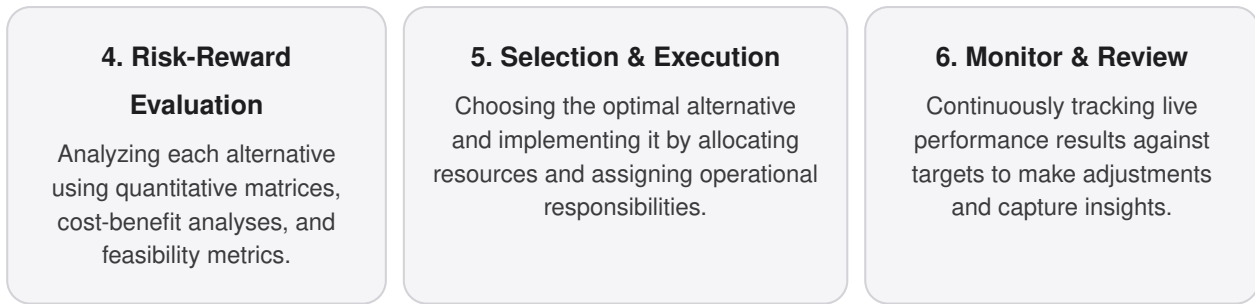 4. Risk-Reward
Evaluation
Analyzing each alternative
using quantitative matrices,
cost-benefit analyses, and
feasibility metrics.
5. Selection & Execution
Choosing the optimal alternative
and implementing it by allocating
resources and assigning operational
responsibilities.
6. Monitor & Review
Continuously tracking live
performance results against
targets to make adjustments
and capture insights.